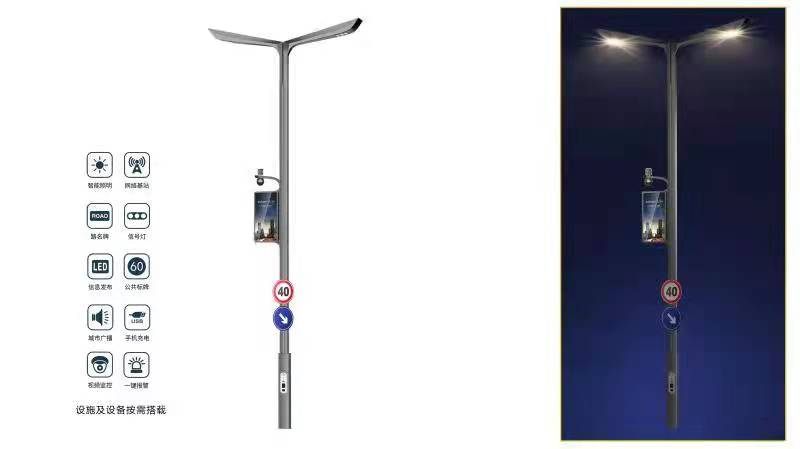 智能照明 网络基站
ROAD
路名牌 信号灯
LED 60
信息发布 公共标牌
USB
城市广播 手机充电
视频监控 一键报警
设施及设备按需搭载
40
40